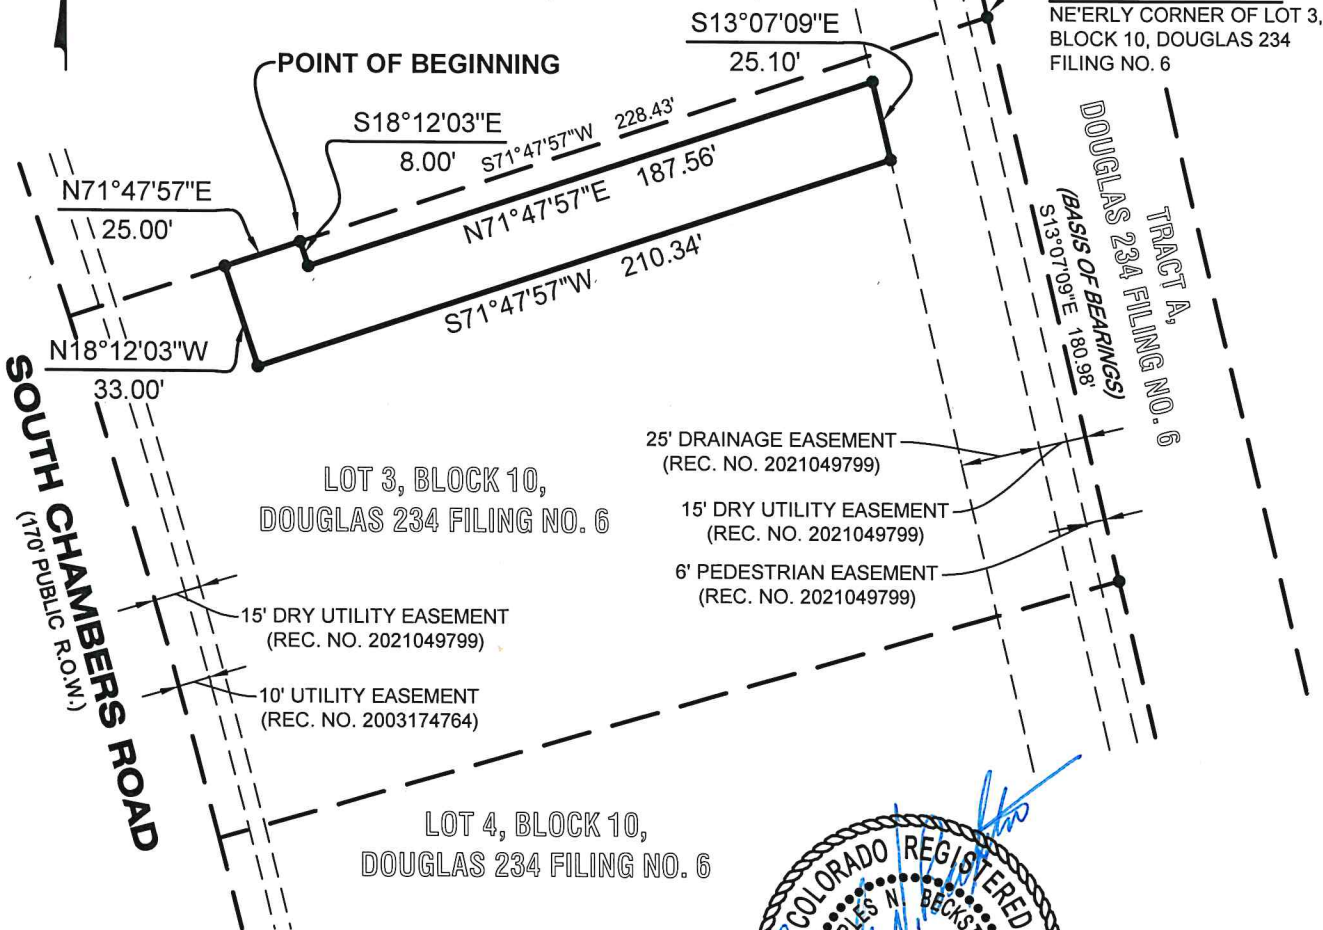 S13°07'09"E
25.10'
NE'ERLY CORNER OF LOT 3,
BLOCK 10, DOUGLAS 234
FILING NO. 6
POINT OF BEGINNING
S18°12'03"E
8.00'
S71°47'57"W 228.43'
N71°47'57"E 187.56'
S71°47'57"W 210.34'
N71°47'57"E
25.00'
N18°12'03"W
33.00'
TRACT A,
DOUGLAS 234 FILING NO. 6
(BASIS OF BEARINGS)
S13°07'09"E 180.98'
SOUTH CHAMBERS ROAD
(170' PUBLIC R.O.W.)
LOT 3, BLOCK 10,
DOUGLAS 234 FILING NO. 6
25' DRAINAGE EASEMENT
(REC. NO. 2021049799)
15' DRY UTILITY EASEMENT
(REC. NO. 2021049799)
6' PEDESTRIAN EASEMENT
(REC. NO. 2021049799)
15' DRY UTILITY EASEMENT
(REC. NO. 2021049799)
10' UTILITY EASEMENT
(REC. NO. 2003174764)
LOT 4, BLOCK 10,
DOUGLAS 234 FILING NO. 6
COLORADO REGISTERED
N.